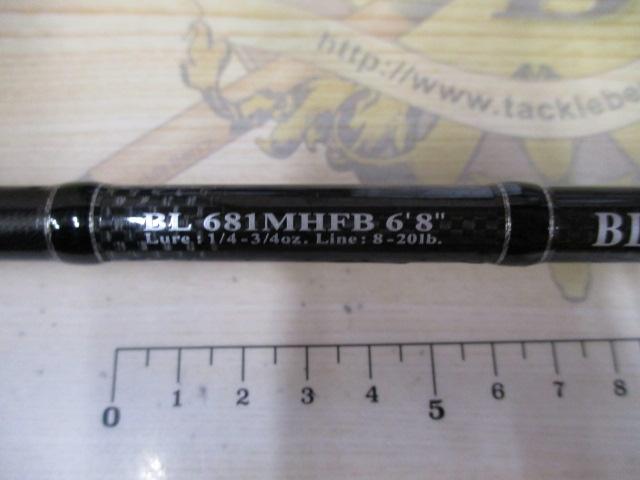 http://www.tacklebe
BL 681MHFB 6'8"
Lure : 1/4-3/4oz. Line : 8-20lb.
0 1 2 3 4 5 6 7 8